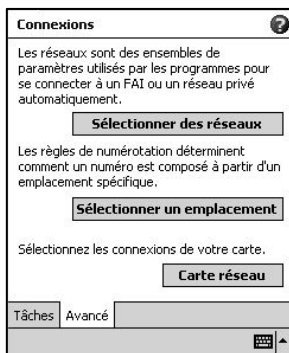 Connexions
?
Les réseaux sont des ensembles de
paramètres utilisés par les programmes pour
se connecter à un FAI ou un réseau privé
automatiquement.
Sélectionner des réseaux
Les règles de numérotation déterminent
comment un numéro est composé à partir d'un
emplacement spécifique.
Sélectionner un emplacement
Sélectionnez les connexions de votre carte.
Carte réseau
Tâches Avancé